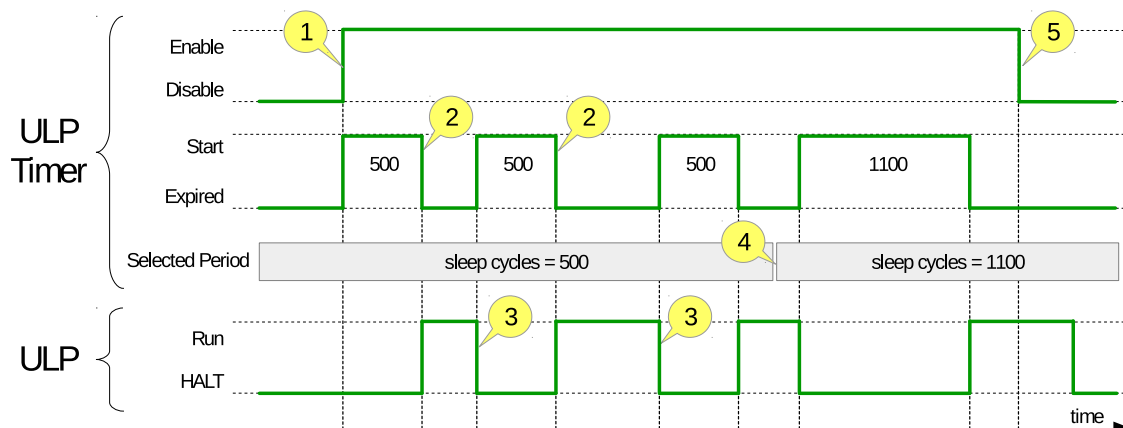 1
5
Enable
Disable
ULP
Timer
2
2
Start
500
500
500
1100
Expired
4
Selected Period
sleep cycles = 500
sleep cycles = 1100
3
3
ULP
Run
HALT
time